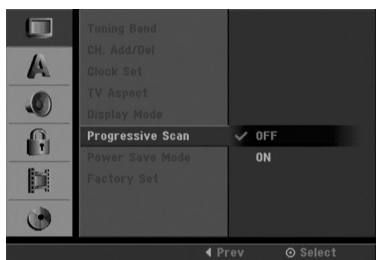 Tuning Band
CH. Add/Del
Clock Set
TV Aspect
Display Mode
Progressive Scan ✓ OFF
Power Save Mode ON
Factory Set
A
◀ Prev ⊙ Select